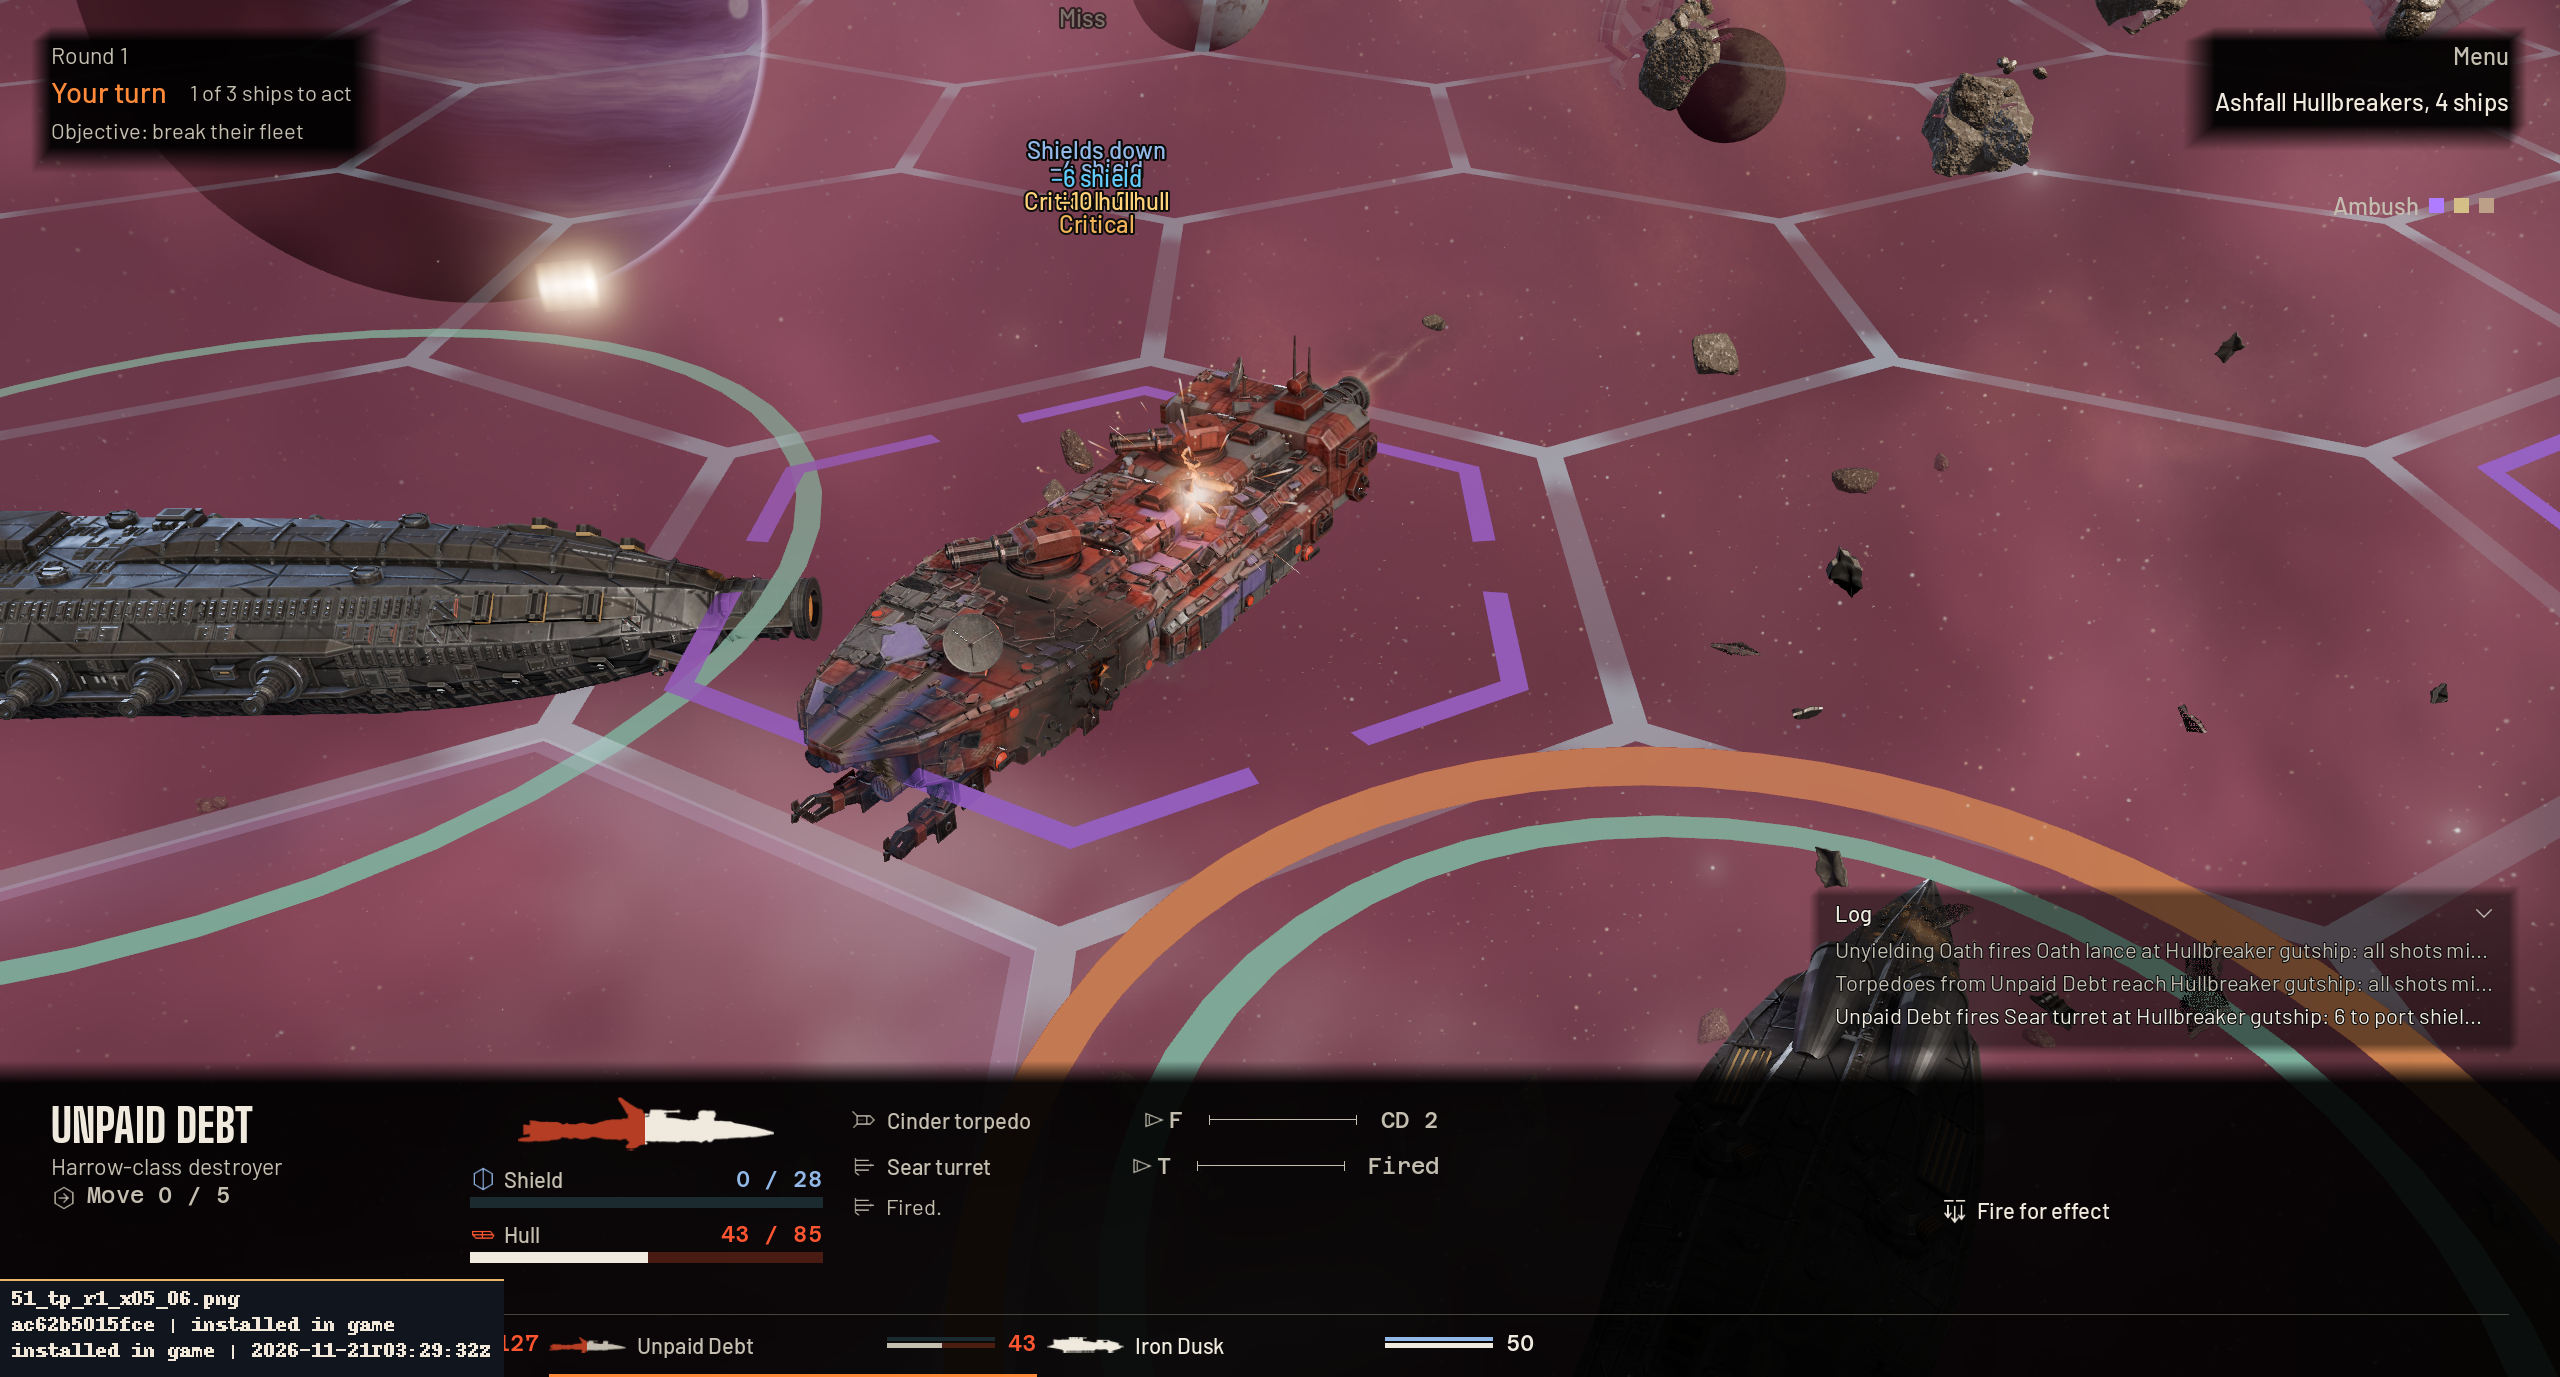 Miss
Round 1
Your turn 1 of 3 ships to act
Objective: break their fleet
Menu
Ashfall Hullbreakers, 4 ships
Ambush
Shields down
-6 shield
Critical
Log
Unyielding Oath fires Oath lance at Hullbreaker gutship: all shots mi...
Torpedoes from Unpaid Debt reach Hullbreaker gutship: all shots mi...
Unpaid Debt fires Sear turret at Hullbreaker gutship: 6 to port shiel...
UNPAID DEBT
Harrow-class destroyer
Move 0 / 5
Shield 0 / 28
Hull 43 / 85
Cinder torpedo F CD 2
Sear turret T Fired
Fired.
Fire for effect
51_tp_r1_x05_06.png
ac62b5015fce | installed in game
installed in game | 2026-11-21r03:29:32z
127 Unpaid Debt 43 Iron Dusk 50